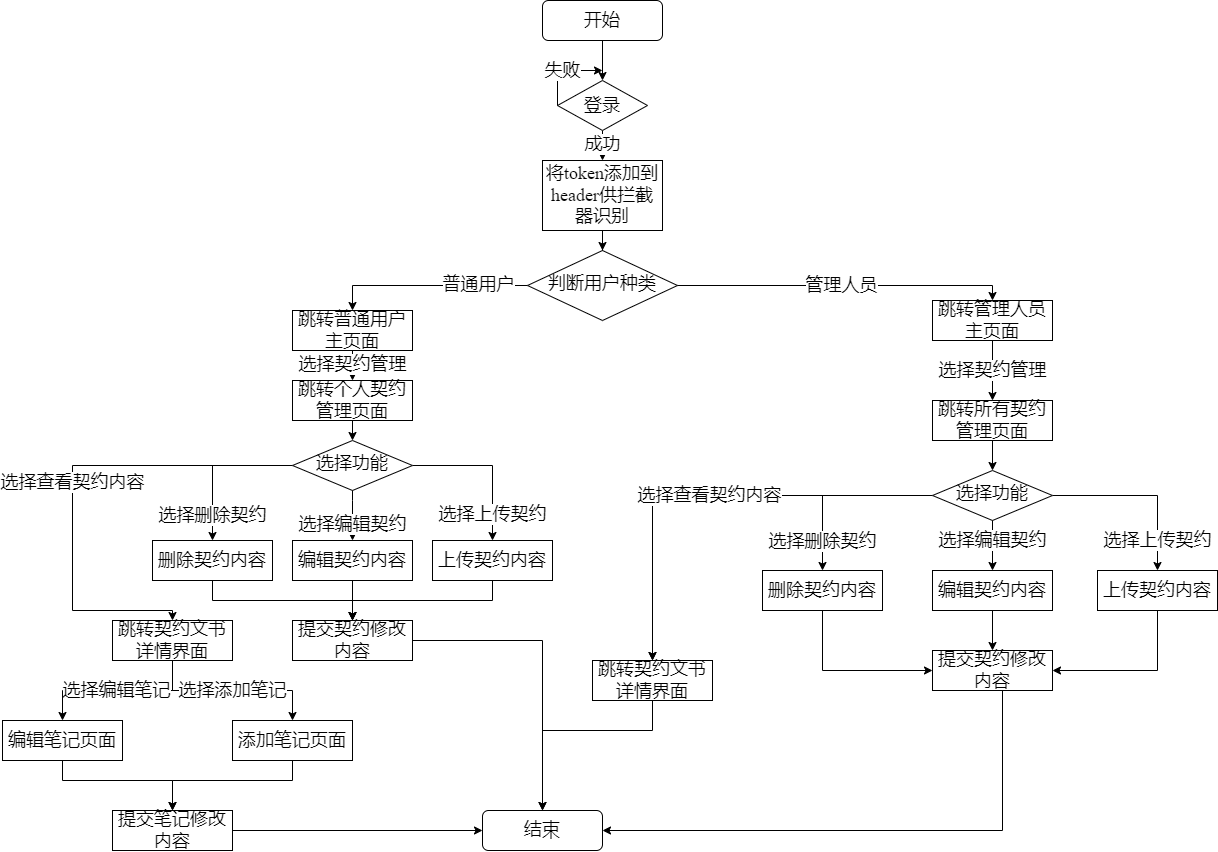 开始
失败
登录
成功
将token添加到
header供拦截
器识别
普通用户
判断用户种类
管理人员
跳转普通用户
主页面
选择契约管理
跳转个人契约
管理页面
选择功能
选择查看契约内容
选择删除契约
选择编辑契约
选择上传契约
删除契约内容
编辑契约内容
上传契约内容
跳转契约文书
详情界面
提交契约修改
内容
选择编辑笔记
选择添加笔记
编辑笔记页面
添加笔记页面
提交笔记修改
内容
跳转管理人员
主页面
选择契约管理
跳转所有契约
管理页面
选择功能
选择查看契约内容
选择删除契约
选择编辑契约
选择上传契约
删除契约内容
编辑契约内容
上传契约内容
跳转契约文书
详情界面
提交契约修改
内容
结束